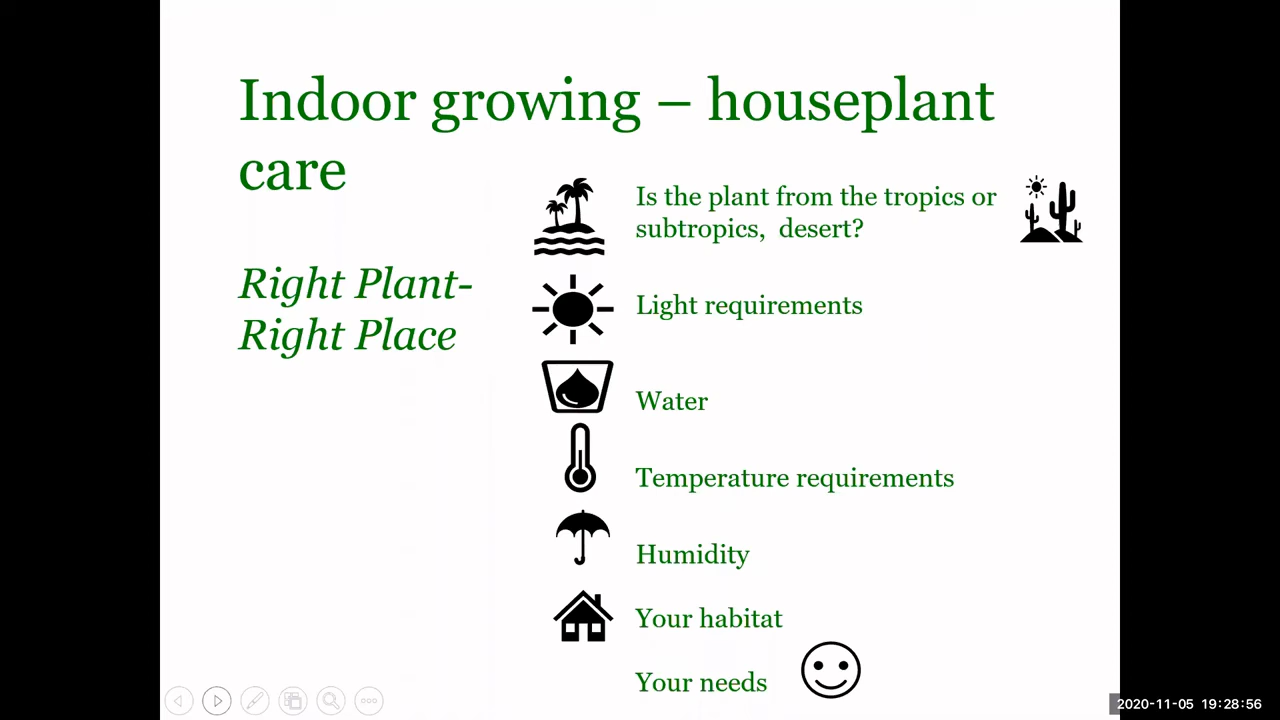 Indoor growing – houseplant
care
Right Plant-
Right Place
Is the plant from the tropics or
subtropics,  desert?
Light requirements
Water
Temperature requirements
Humidity
Your habitat
Your needs
2020-11-05 19:28:56